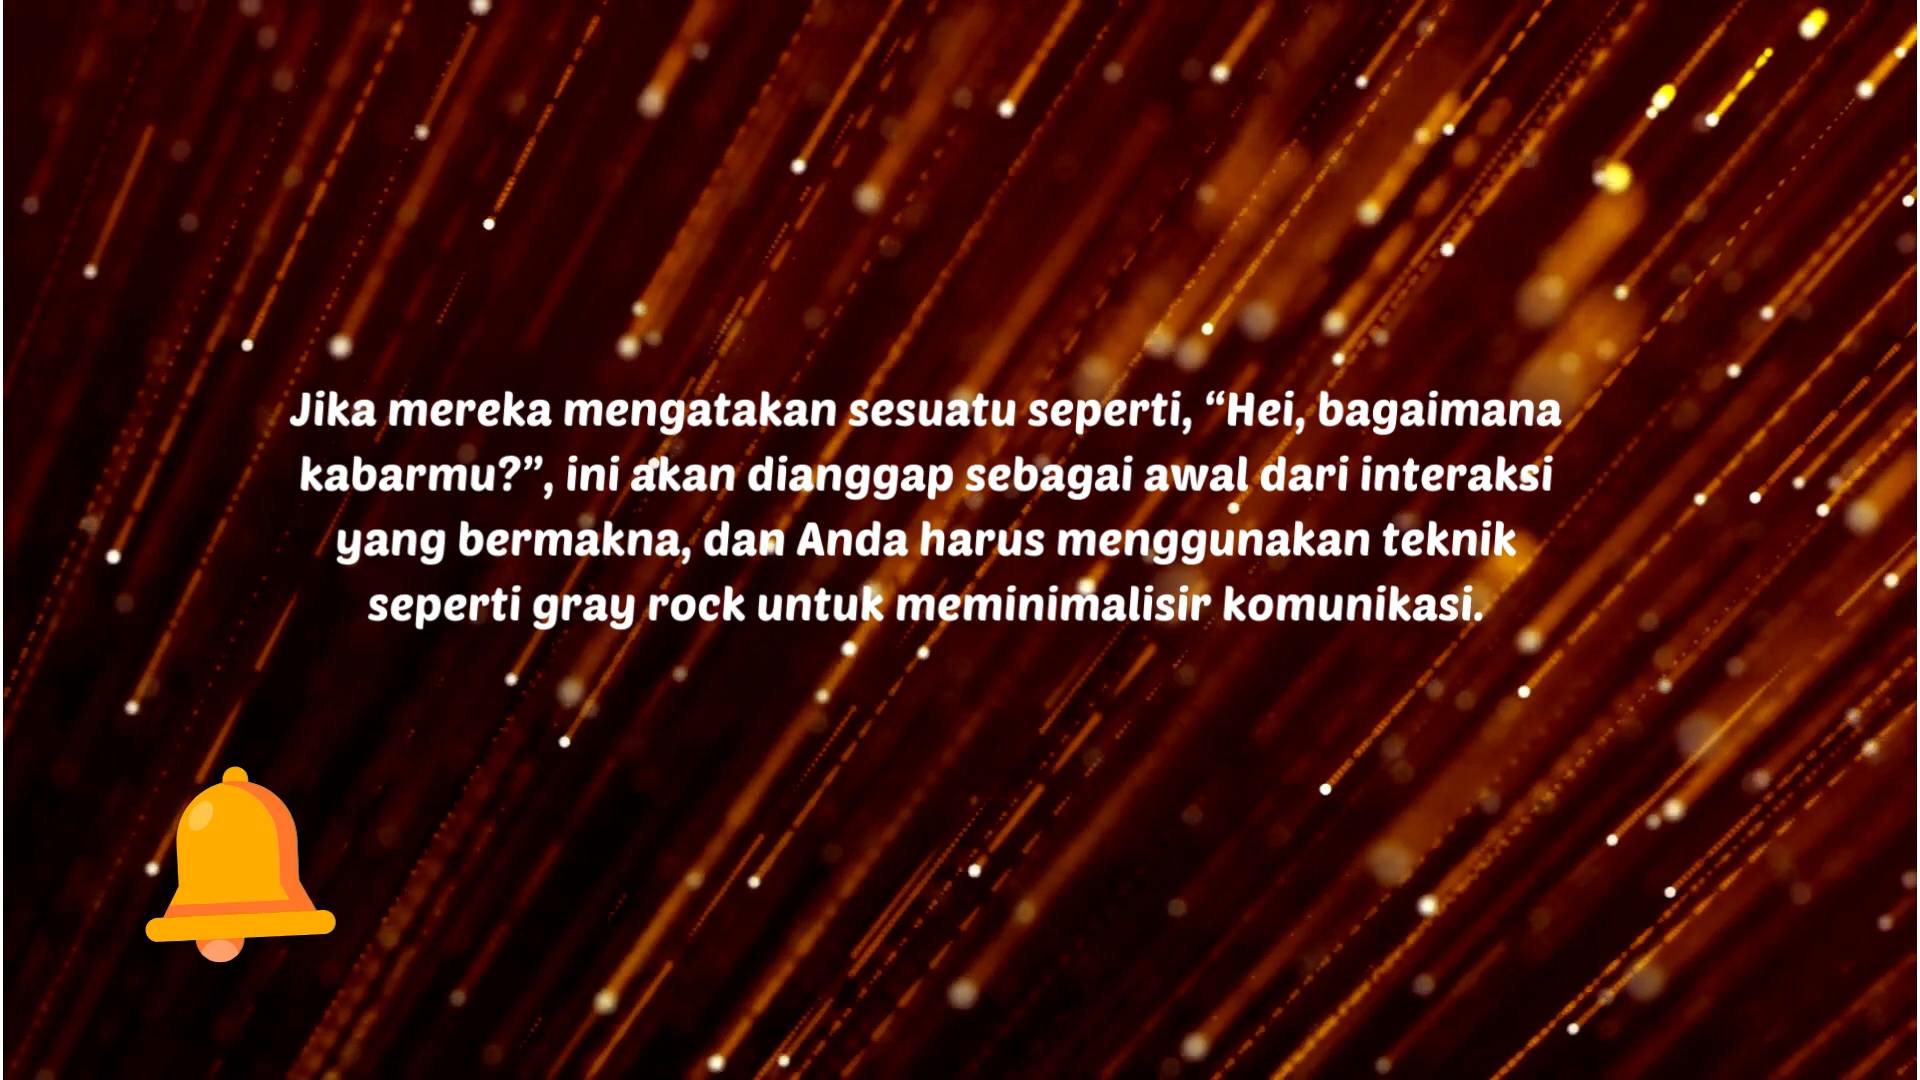 Jika mereka mengatakan sesuatu seperti, “Hei, bagaimana
kabarmu?”, ini akan dianggap sebagai awal dari interaksi
yang bermakna, dan Anda harus menggunakan teknik
seperti gray rock untuk meminimalisir komunikasi.